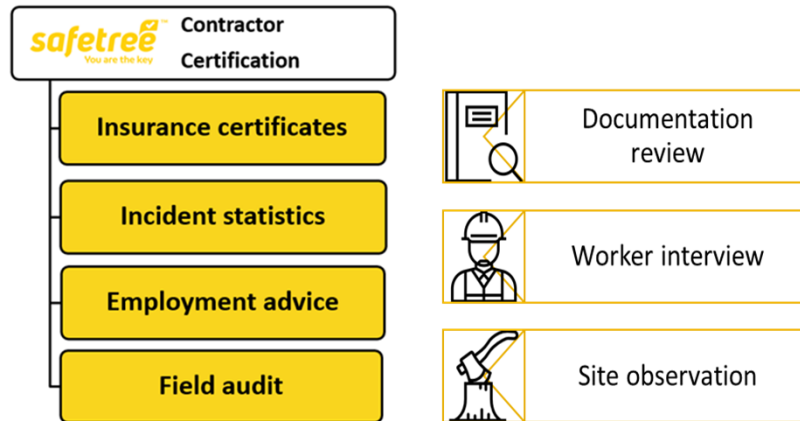 safetree™
You are the key
Contractor
Certification
Insurance certificates
Incident statistics
Employment advice
Field audit
Documentation
review
Worker interview
Site observation